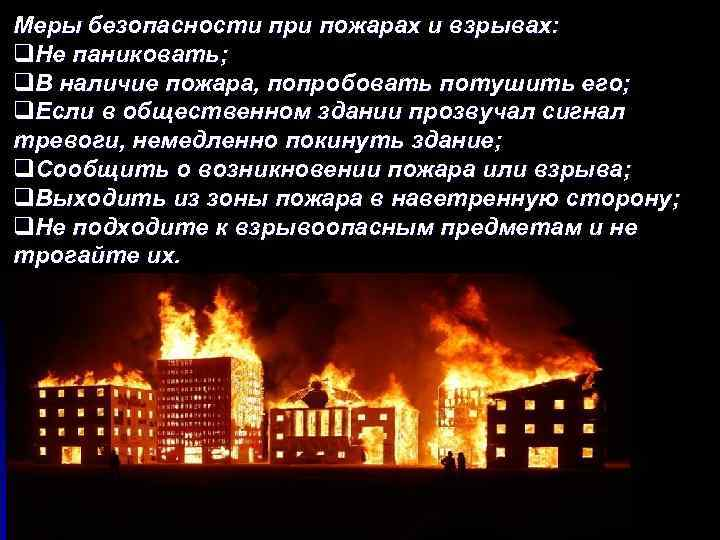 Меры безопасности при пожарах и взрывах:
❑Не паниковать;
❑В наличие пожара, попробовать потушить его;
❑Если в общественном здании прозвучал сигнал
тревоги, немедленно покинуть здание;
❑Сообщить о возникновении пожара или взрыва;
❑Выходить из зоны пожара в наветренную сторону;
❑Не подходите к взрывоопасным предметам и не
трогайте их.